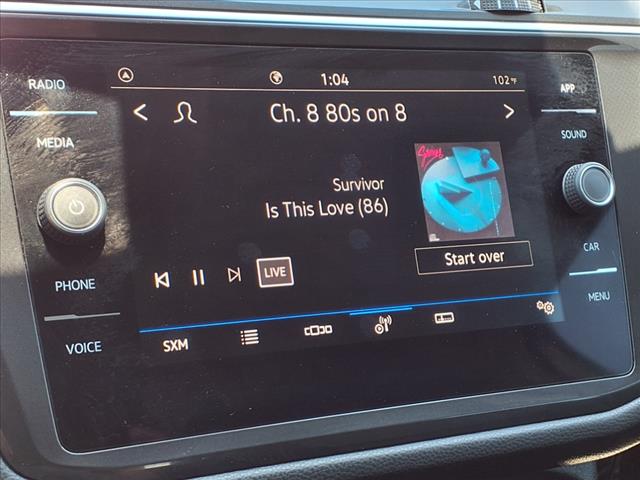 RADIO
MEDIA
PHONE
VOICE
1:04
102°F
Ch. 8 80s on 8
Survivor
Is This Love (86)
Start over
LIVE
SXM
APP
SOUND
CAR
MENU